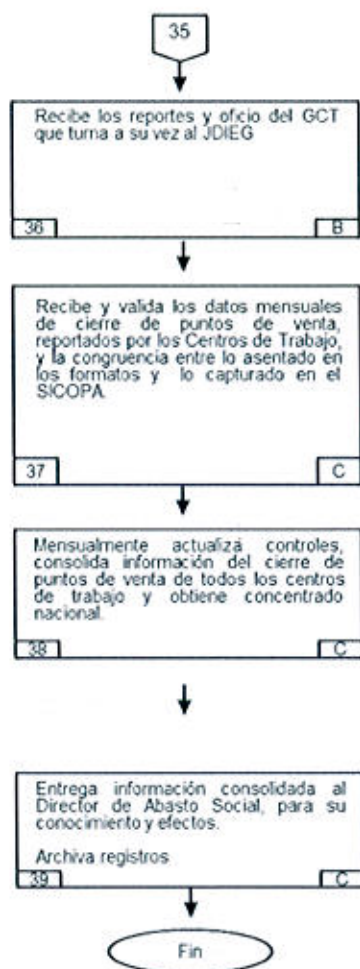 35
Recibe los reportes y oficio del GCT
que turna a su vez al JDIEG
36
B
Recibe y valida los datos mensuales
de cierre de puntos de venta,
reportados por los Centros de Trabajo,
y la congruencia entre lo asentado en
los formatos y lo capturado en el
SICOPA.
37
C
Mensualmente actualiza controles,
consolida información del cierre
de puntos de venta de todos los centros
de trabajo y obtiene concentrado
nacional.
38
C
Entrega información consolidada al
Director de Abasto Social, para su
conocimiento y efectos.
Archiva registros
39
C
Fin